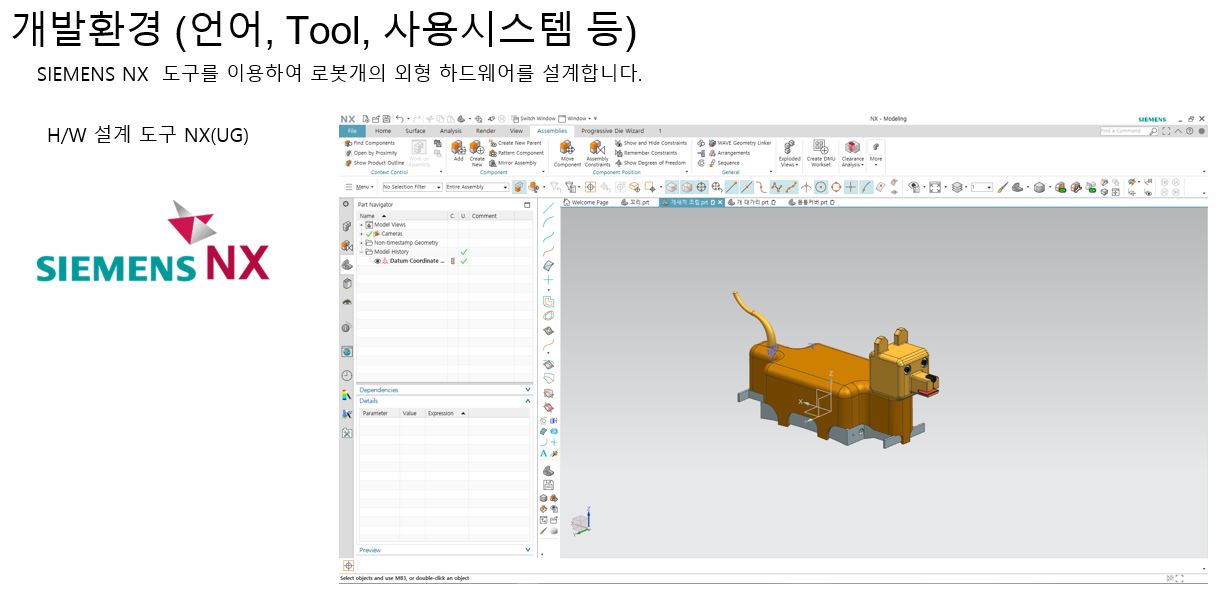 개발환경 (언어, Tool, 사용시스템 등)
SIEMENS NX 도구를 이용하여 로봇개의 외형 하드웨어를 설계합니다.
H/W 설계 도구 NX(UG)
SIEMENS NX
NX Switch Window Window NX - Modeling SIEMENS
File Home Surface Analysis Render View Assemblies Progressive Die Wizard 1 Find a Command
Find Components
Open by Proximity
Show Product Outline
Work on Assembly
Context Control
Add
Create New
Create New Parent
Pattern Component
Mirror Assembly
Component
Move Component
Assembly Constraints
Show and Hide Constraints
Remember Constraints
Show Degrees of Freedom
Component Position
WAVE Geometry Linker
Arrangements
Sequence
General
Exploded Views
Create DMU Workset
Clearance Analysis
More
Menu No Selection Filter Entire Assembly 1
Part Navigator
Name C. U. Comment
Model Views
Cameras
Non-timestamp Geometry
Model History
Datum Coordinate ...
Dependencies
Details
Parameter Value Expression
Preview
Welcome Page 꼬리.prt 개새끼 조립.prt 개 대가리.prt 몸통커버.prt
Z
X
Select objects and use MB3, or double-click an object